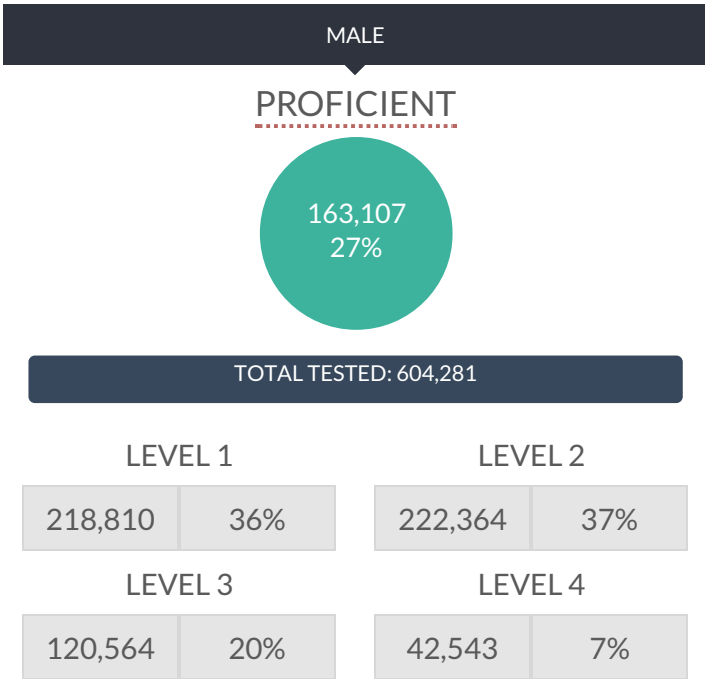 MALE
PROFICIENT
163,107
27%
TOTAL TESTED: 604,281
LEVEL 1
218,810 36%
LEVEL 2
222,364 37%
LEVEL 3
120,564 20%
LEVEL 4
42,543 7%